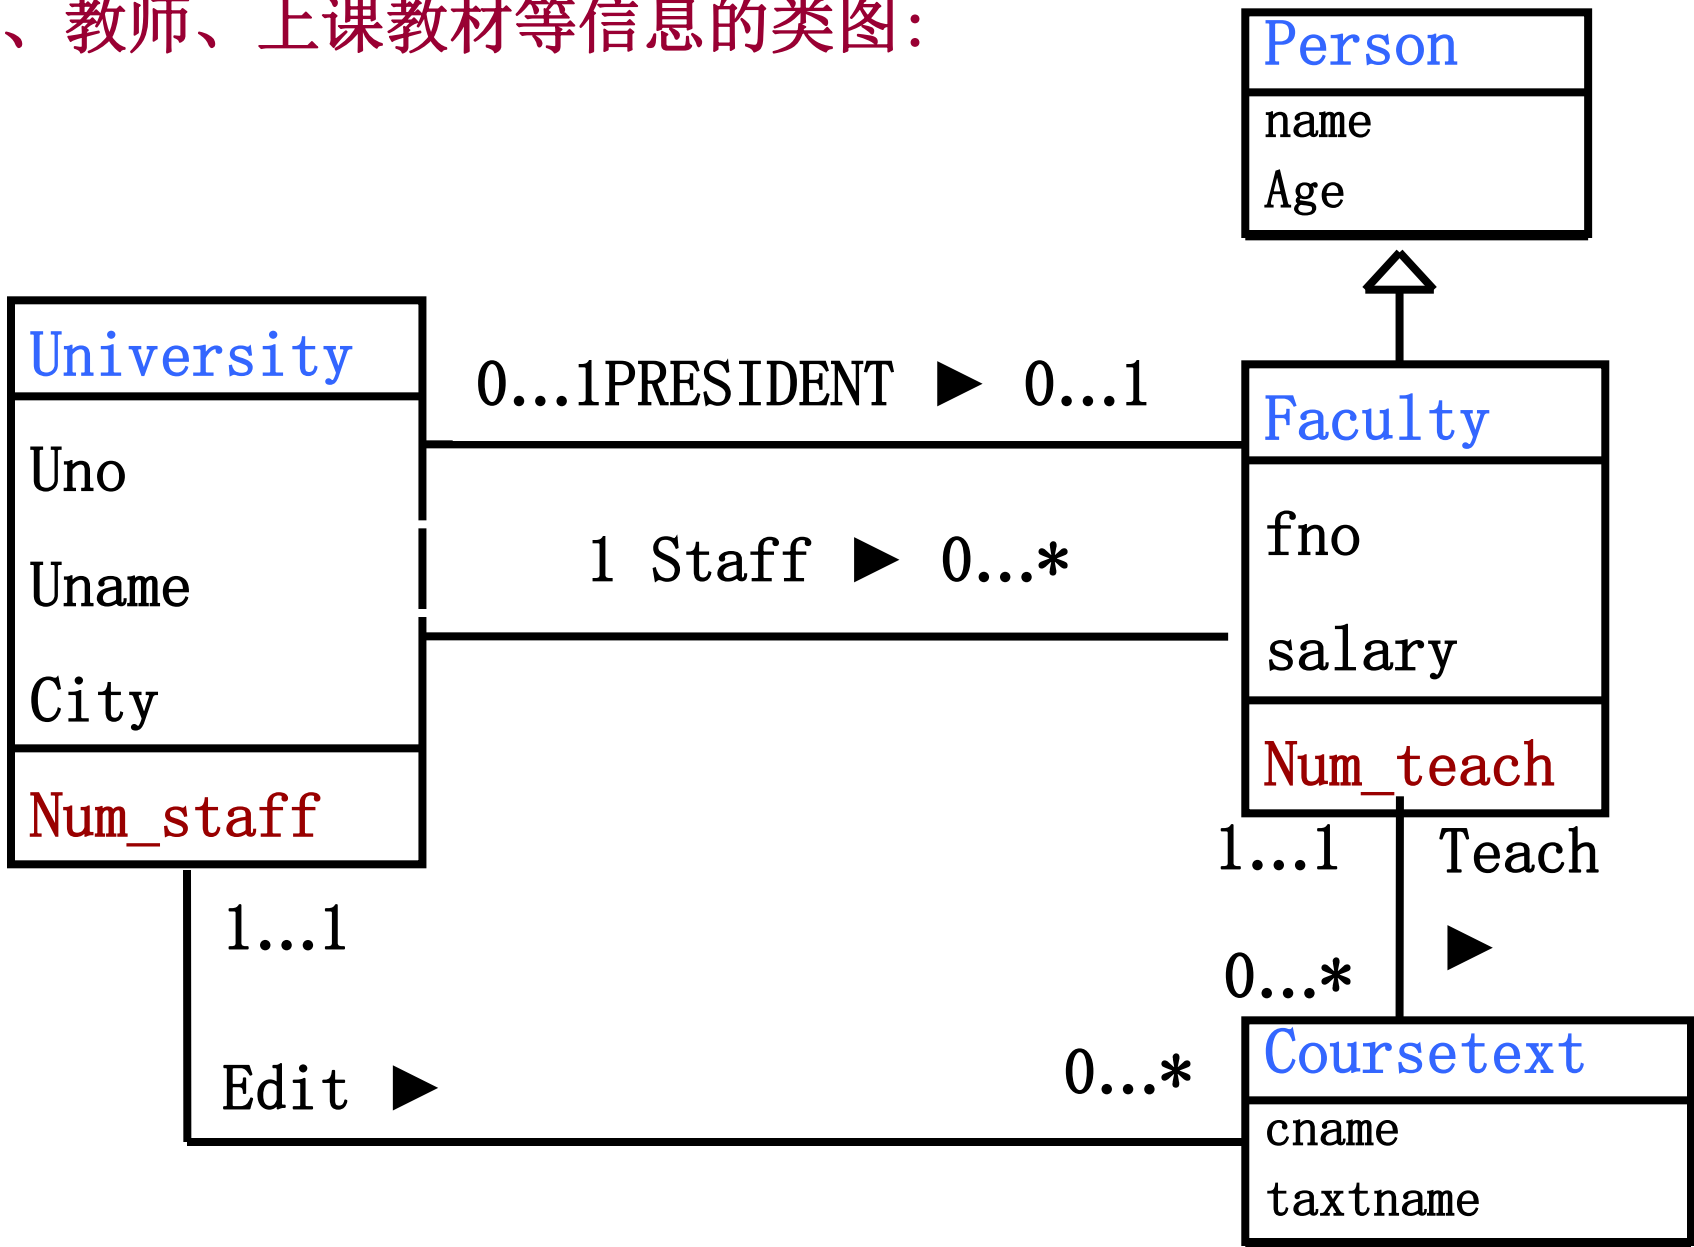 、教师、上课教材等信息的类图:
Person
name
Age
University
Uno
Uname
City
Num_staff
0...1PRESIDENT ► 0...1
1 Staff ► 0...*
Faculty
fno
salary
Num_teach
1...1 Teach
►
0...*
1...1
Edit ►
0...*
Coursetext
cname
taxtname